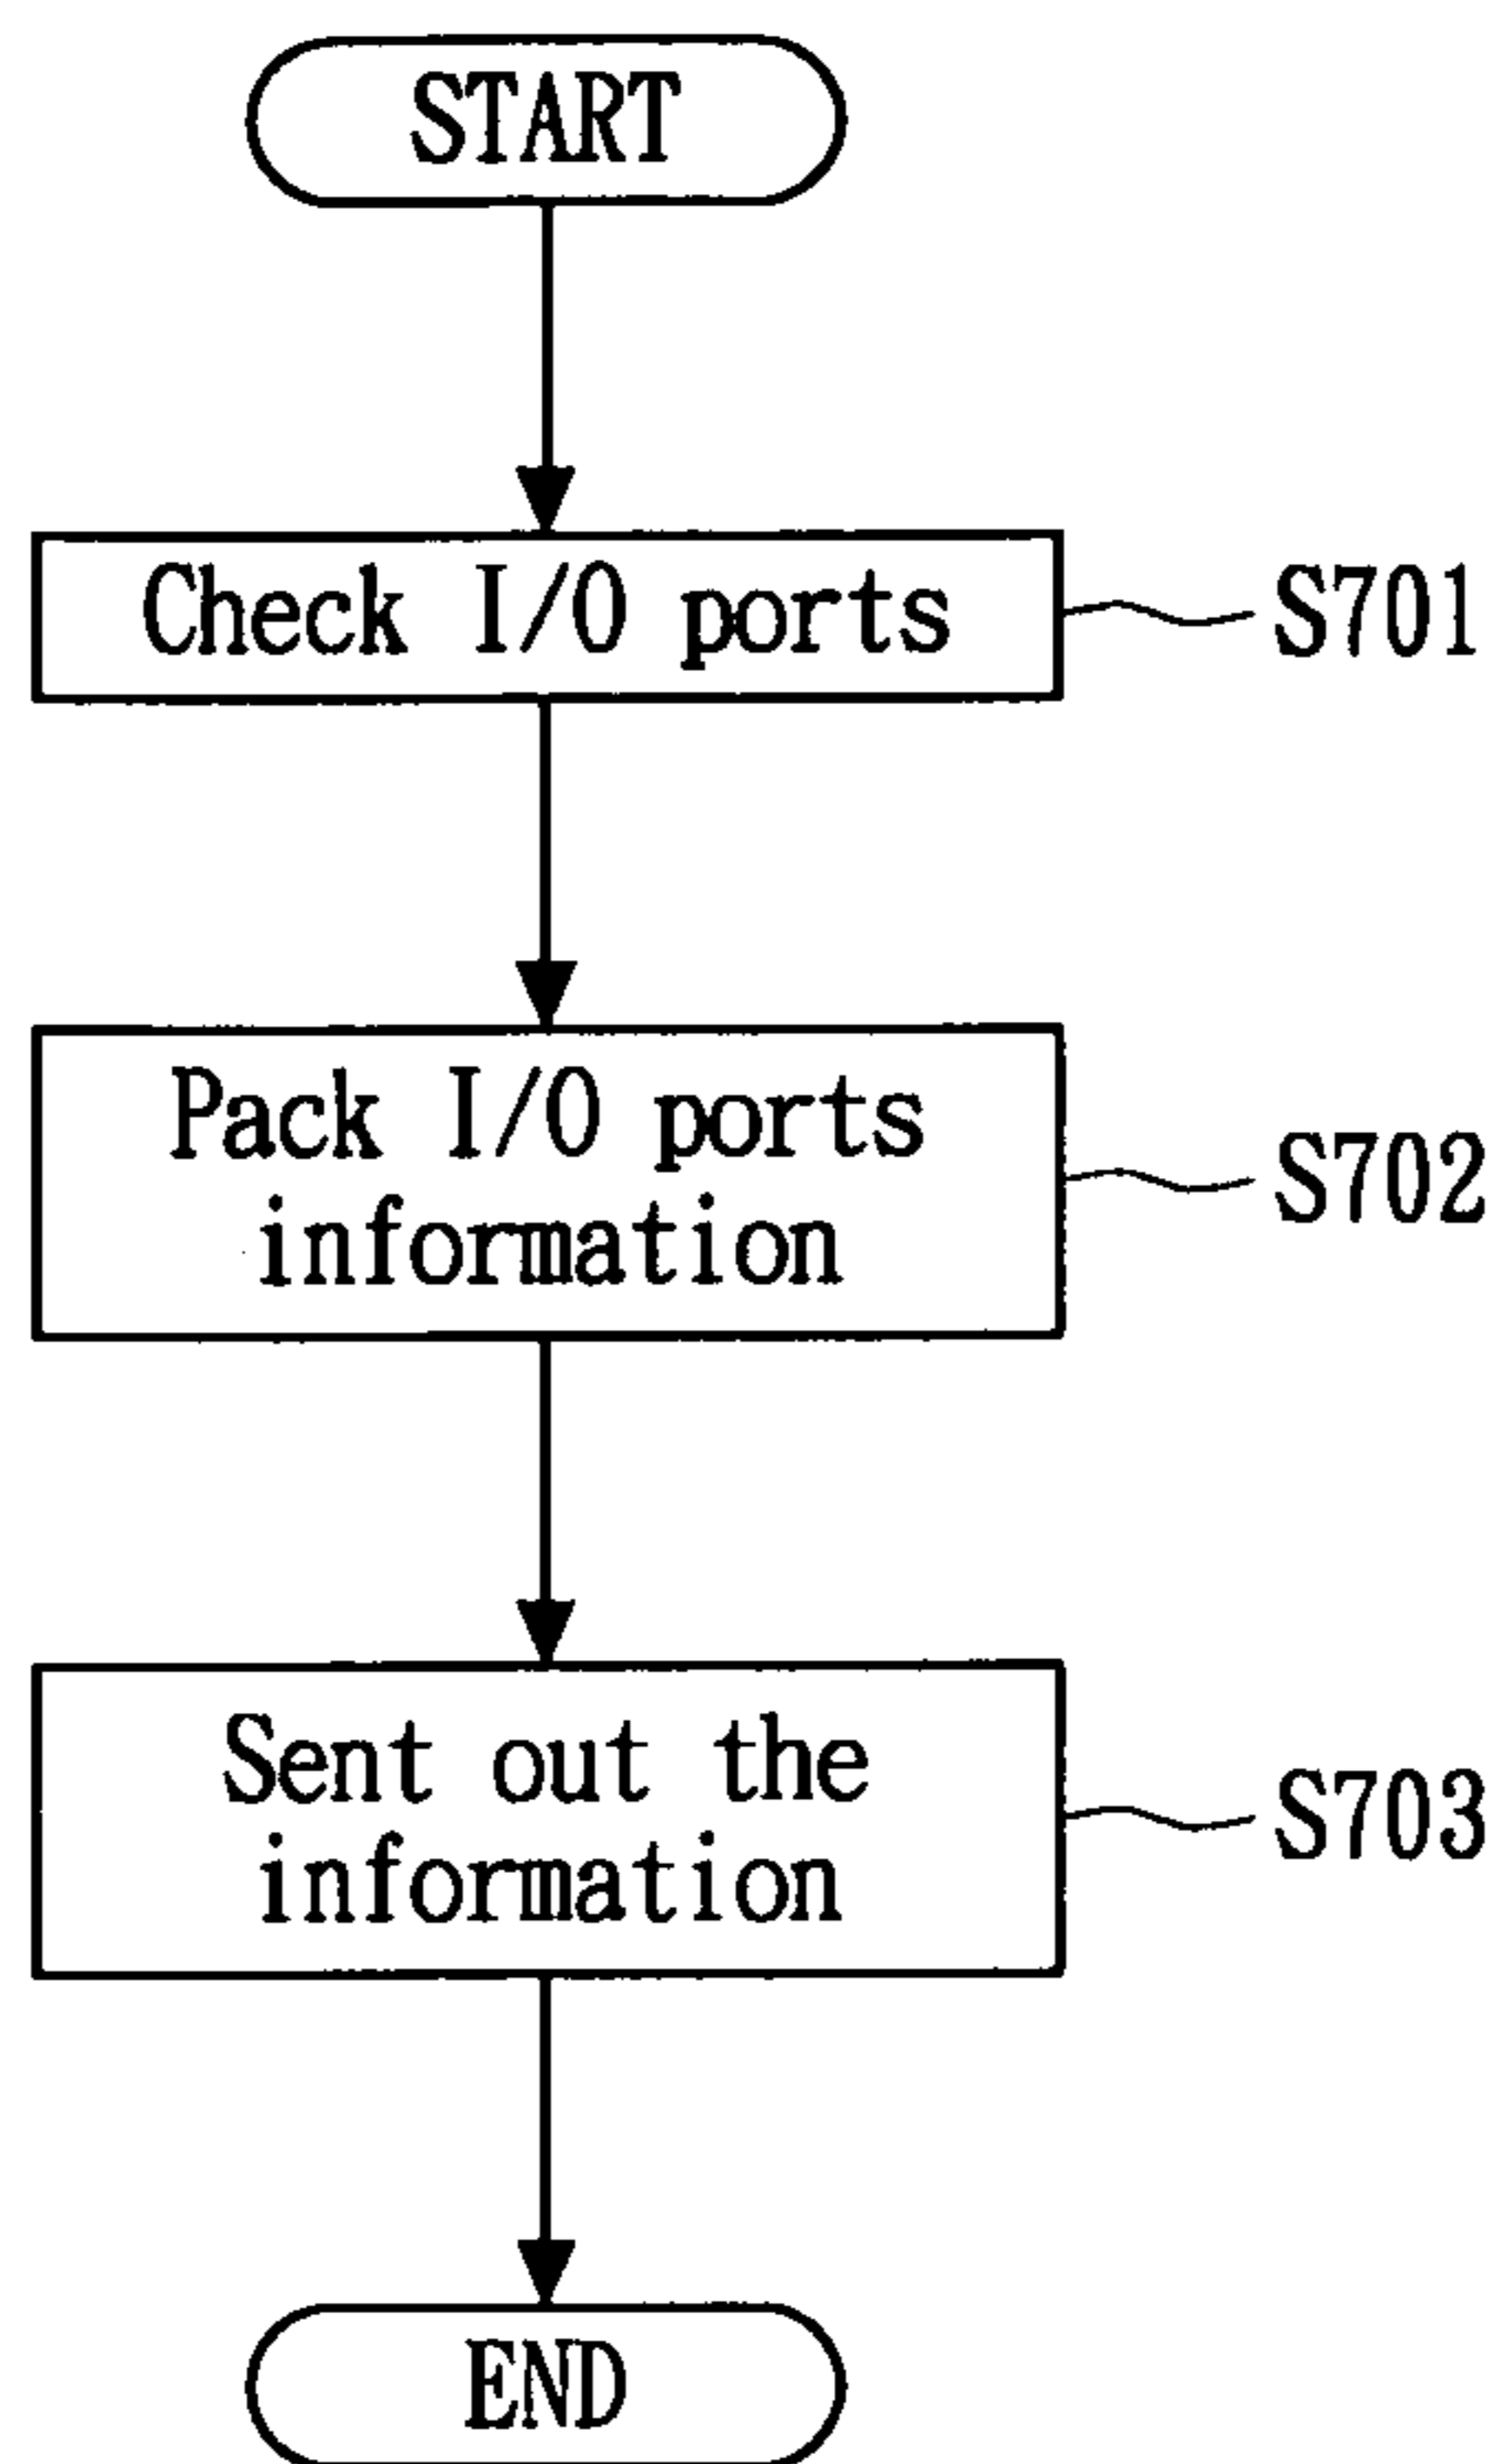 START
Check I/O ports
S701
Pack I/O ports
information
S702
Sent out the
information
S703
END